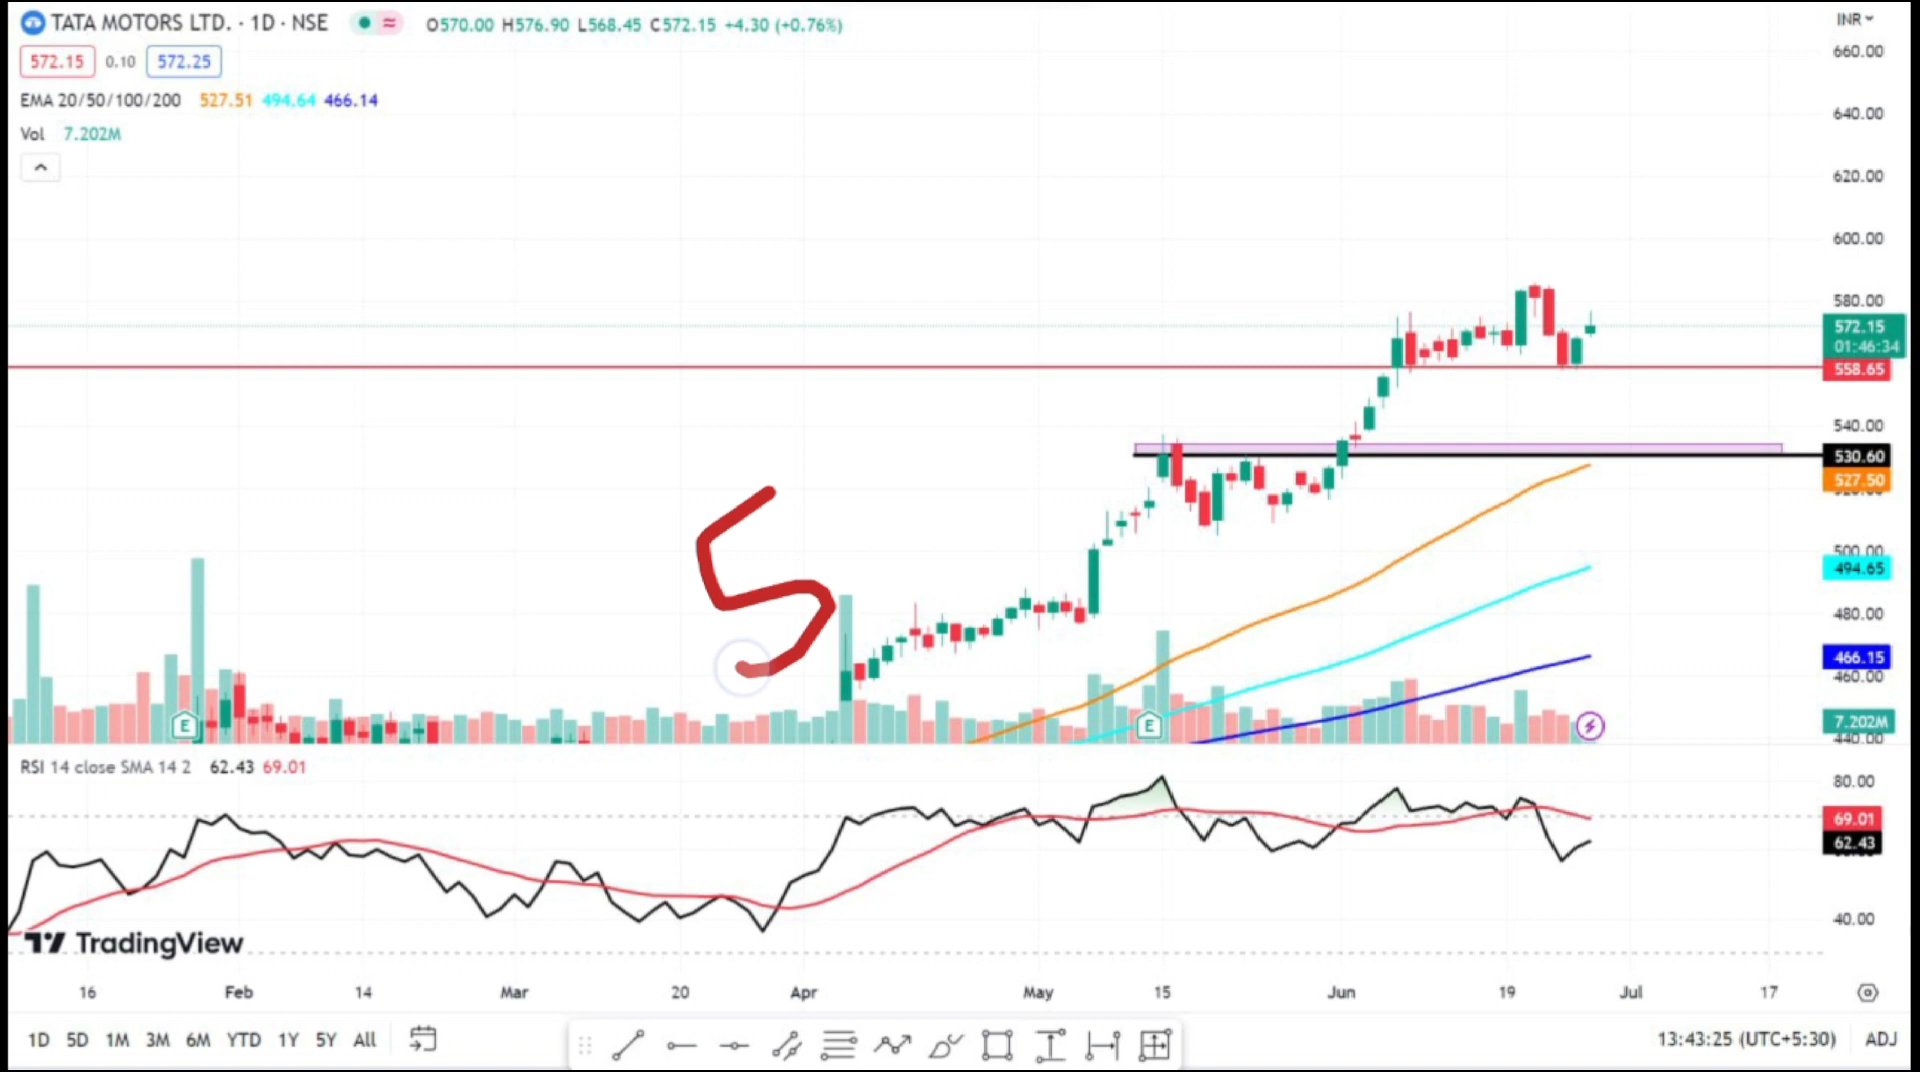 TATA MOTORS LTD. · 1D · NSE O570.00 H576.90 L568.45 C572.15 +4.30 (+0.76%) INR
572.15 0.10 572.25
EMA 20/50/100/200 527.51 494.64 466.14
Vol 7.202M
660.00
640.00
620.00
600.00
580.00
572.15
01:46:34
558.65
540.00
530.60
527.50
500.00
494.65
480.00
466.15
460.00
7.202M
440.00
5
E E
RSI 14 close SMA 14 2 62.43 69.01
80.00
69.01
62.43
40.00
TradingView
16 Feb 14 Mar 20 Apr May 15 Jun 19 Jul 17
1D 5D 1M 3M 6M YTD 1Y 5Y All 13:43:25 (UTC+5:30) ADJ